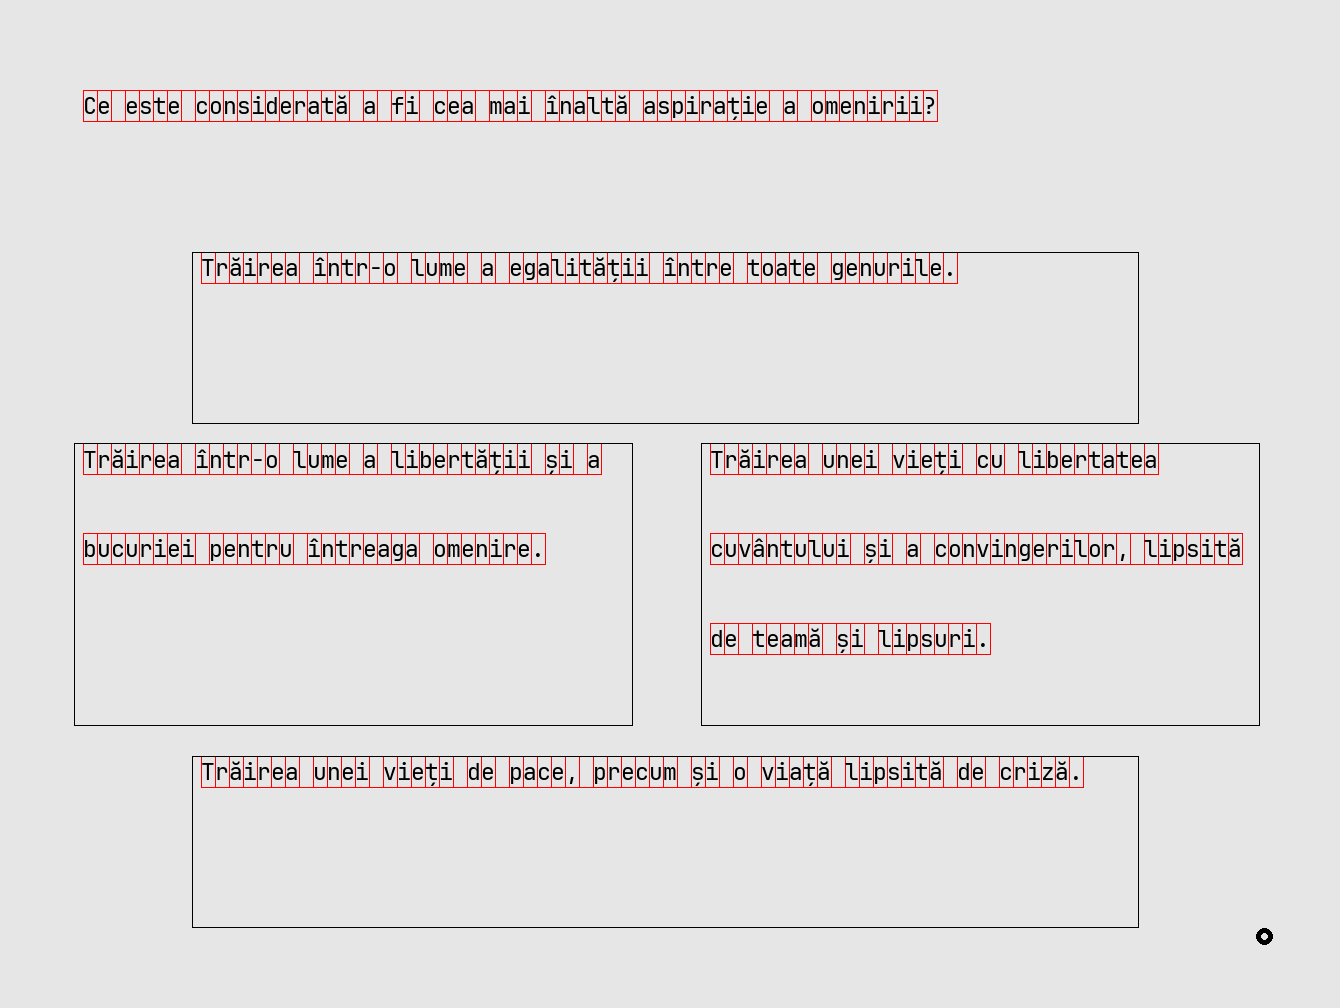 Ce este considerată a fi cea mai înaltă aspirație a omenirii?
Trăirea într-o lume a egalității între toate genurile.
Trăirea într-o lume a libertății și a
bucuriei pentru întreaga omenire.
Trăirea unei vieți cu libertatea
cuvântului și a convingerilor, lipsită
de teamă și lipsuri.
Trăirea unei vieți de pace, precum și o viață lipsită de criză.